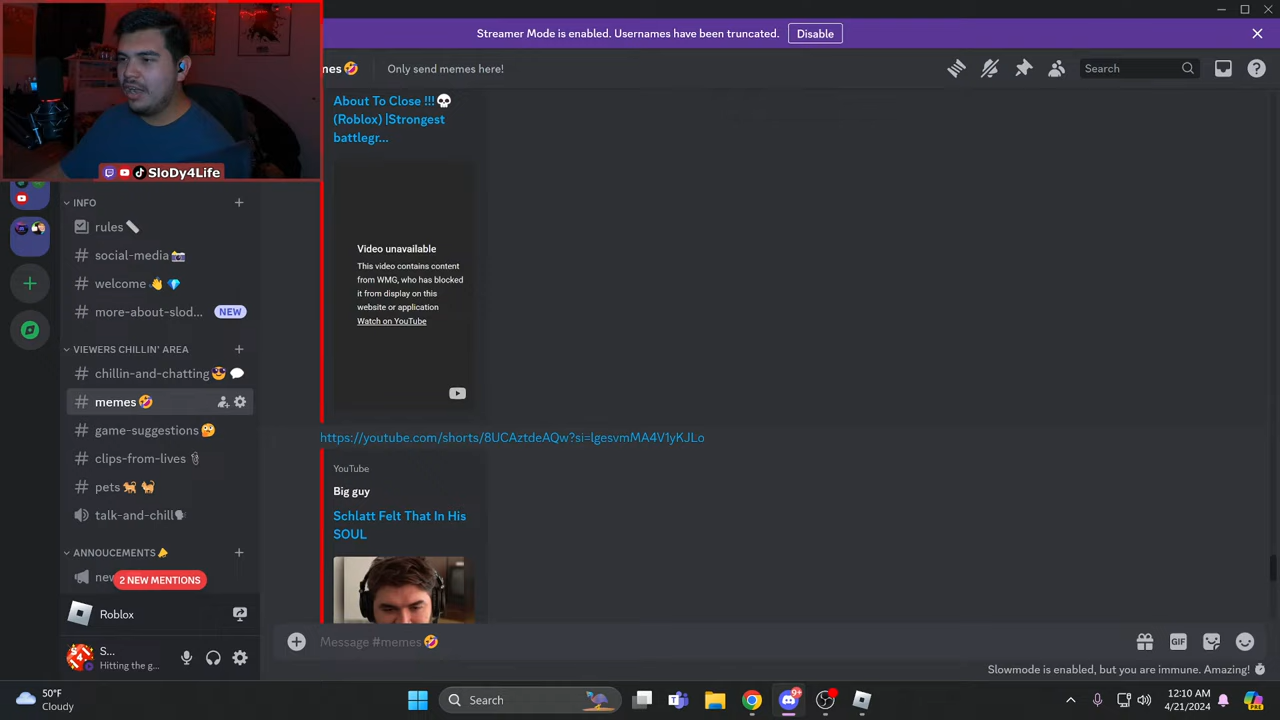 Streamer Mode is enabled. Usernames have been truncated.
Disable
Only send memes here!
Search
SloDy4Life
About To Close !!!💀
(Robox) |Strongest
battlegr...
Video unavailable
This video contains content
from WMG, who has blocked
it from display on this
website or application
Watch on YouTube
INFO
rules📏
social-media 📸
welcome 👋 💎
more-about-slod...
NEW
VIEWERS CHILLIN' AREA
chillin-and-chatting😎 💬
memes🤣
game-suggestions🤔
clips-from-lives 🖇
pets🐕 🐈
talk-and-chill🗣
ANNOUCEMENTS📣
new
2 NEW MENTIONS
Roblox
S...
Hitting the g...
https://youtube.com/shorts/8UCAztdeAQw?si=lgesvmMA4V1yKJLo
YouTube
Big guy
Schlatt Felt That In His
SOUL
Message #memes🤣
GIF
Slowmode is enabled, but you are immune. Amazing!
50°F
Cloudy
Search
9+
12:10 AM
4/21/2024